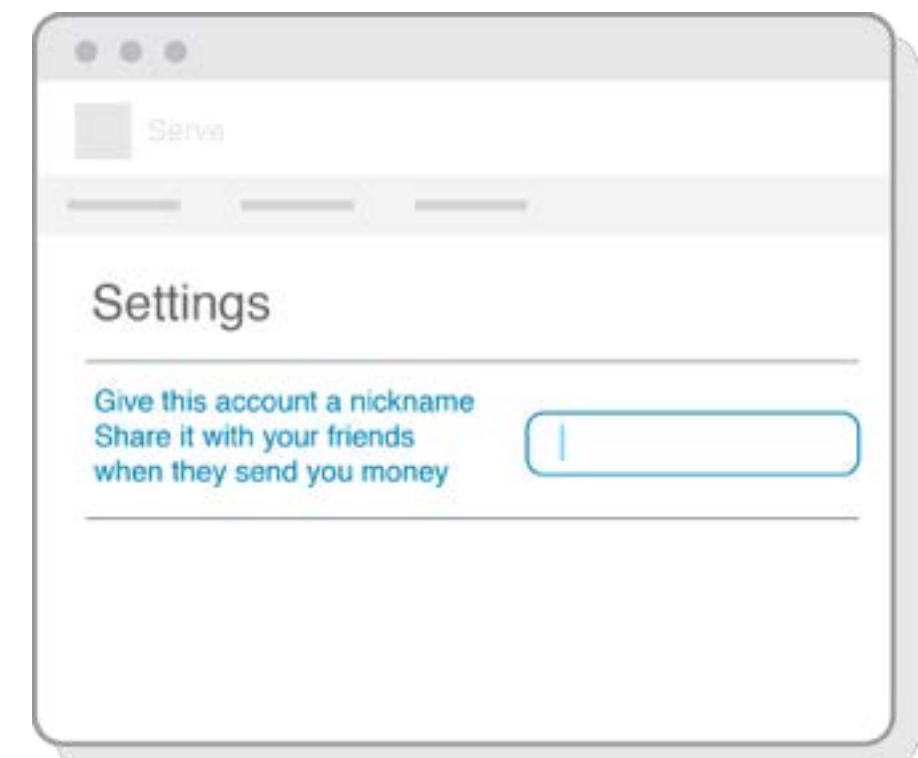 Serve
Settings
Give this account a nickname
Share it with your friends
when they send you money